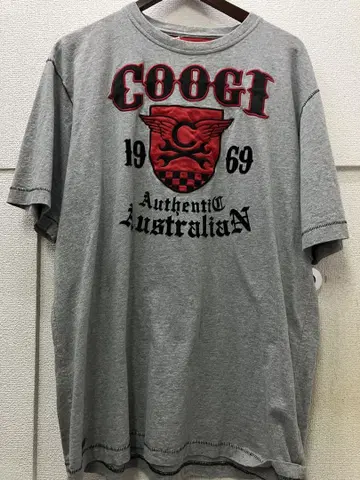 COOGI
C
19 69
AuthentiC
AustraliaN